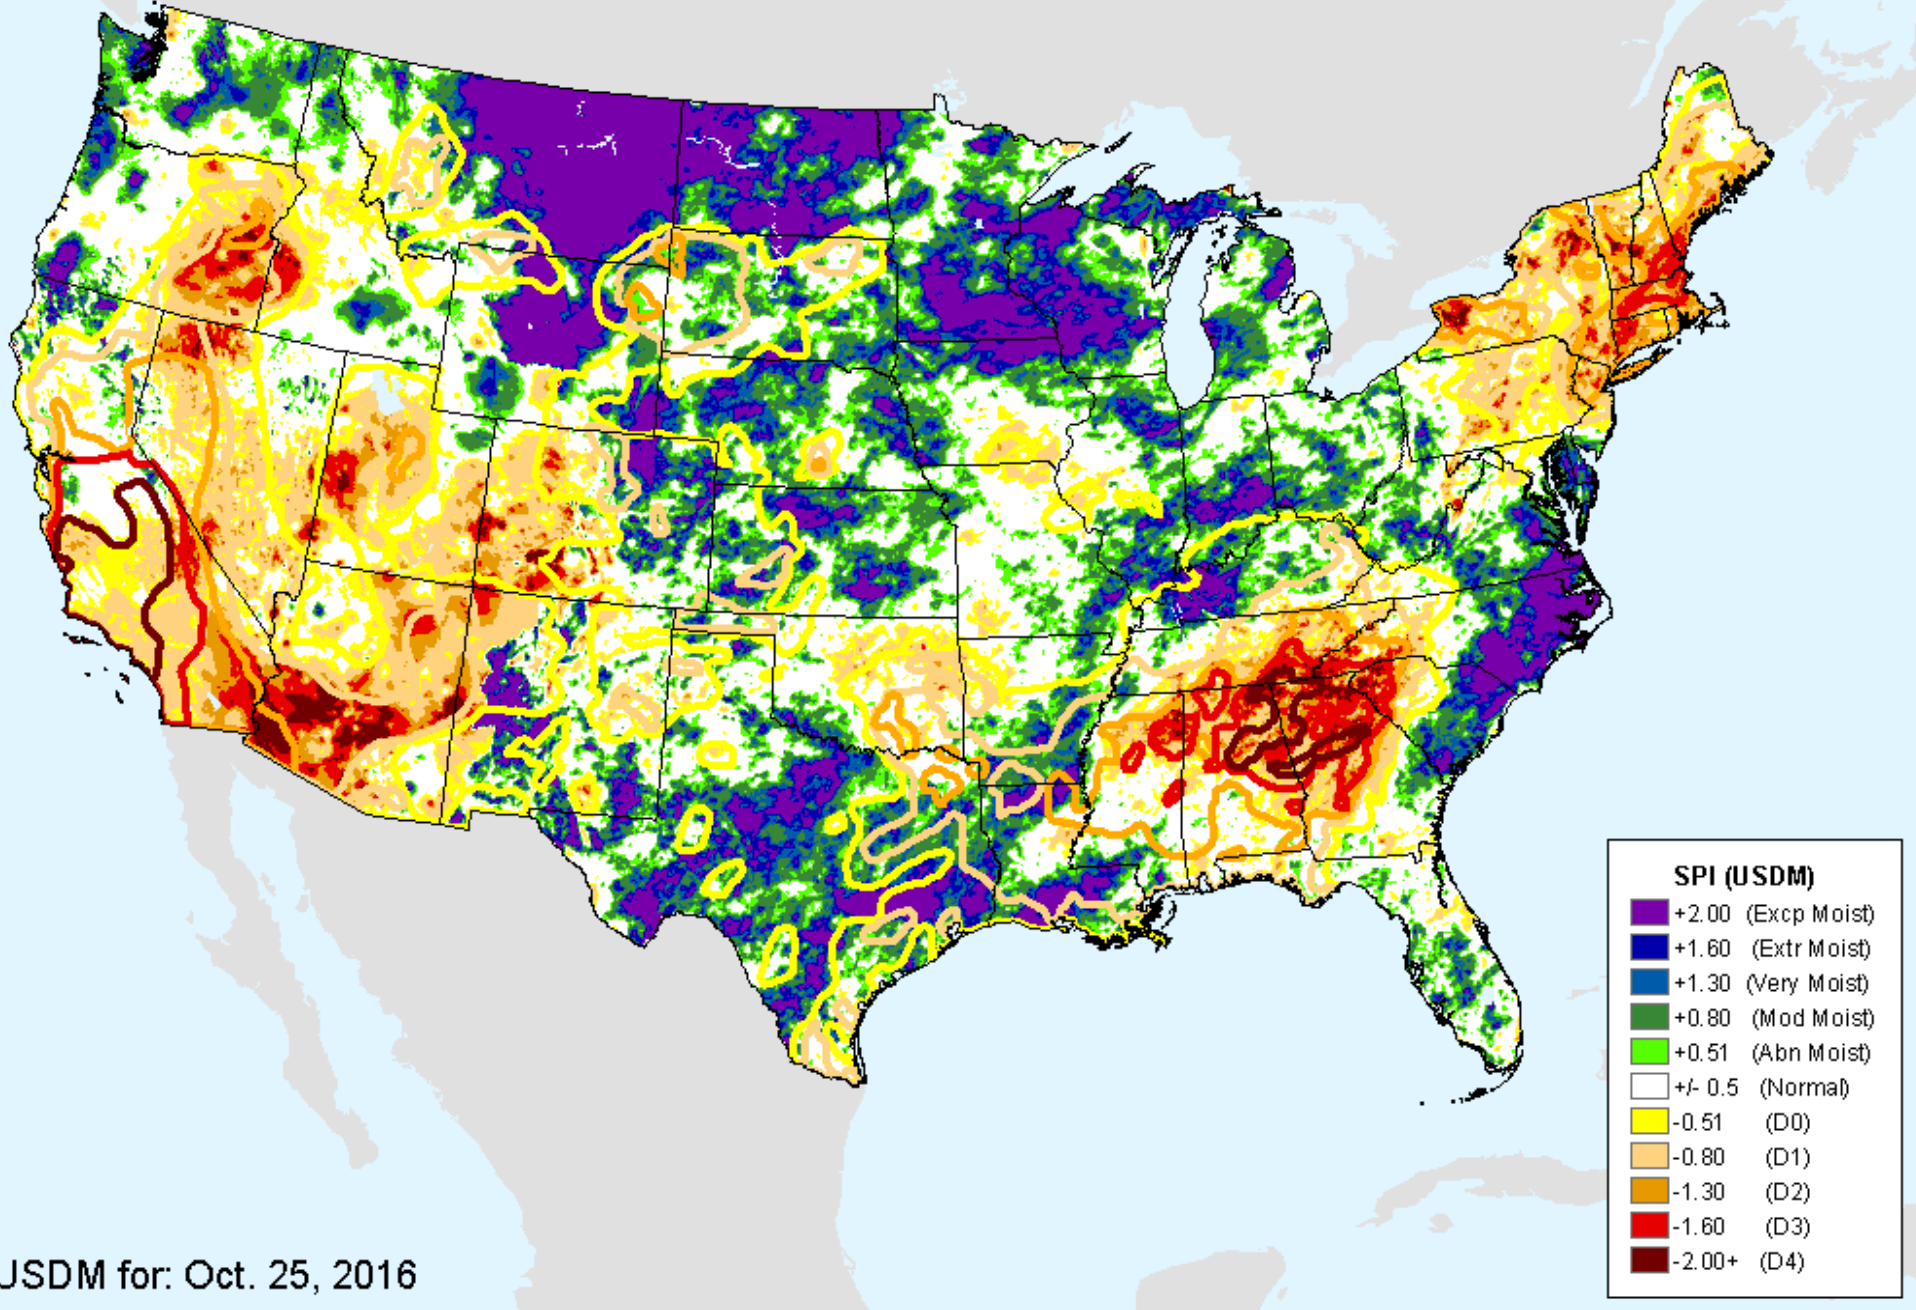 SPI (USDM)
+2.00 (Excp Moist)
+1.60 (Extr Moist)
+1.30 (Very Moist)
+0.80 (Mod Moist)
+0.51 (Abn Moist)
+/- 0.5 (Normal)
-0.51 (D0)
-0.80 (D1)
-1.30 (D2)
-1.60 (D3)
-2.00+ (D4)
USDM for: Oct. 25, 2016